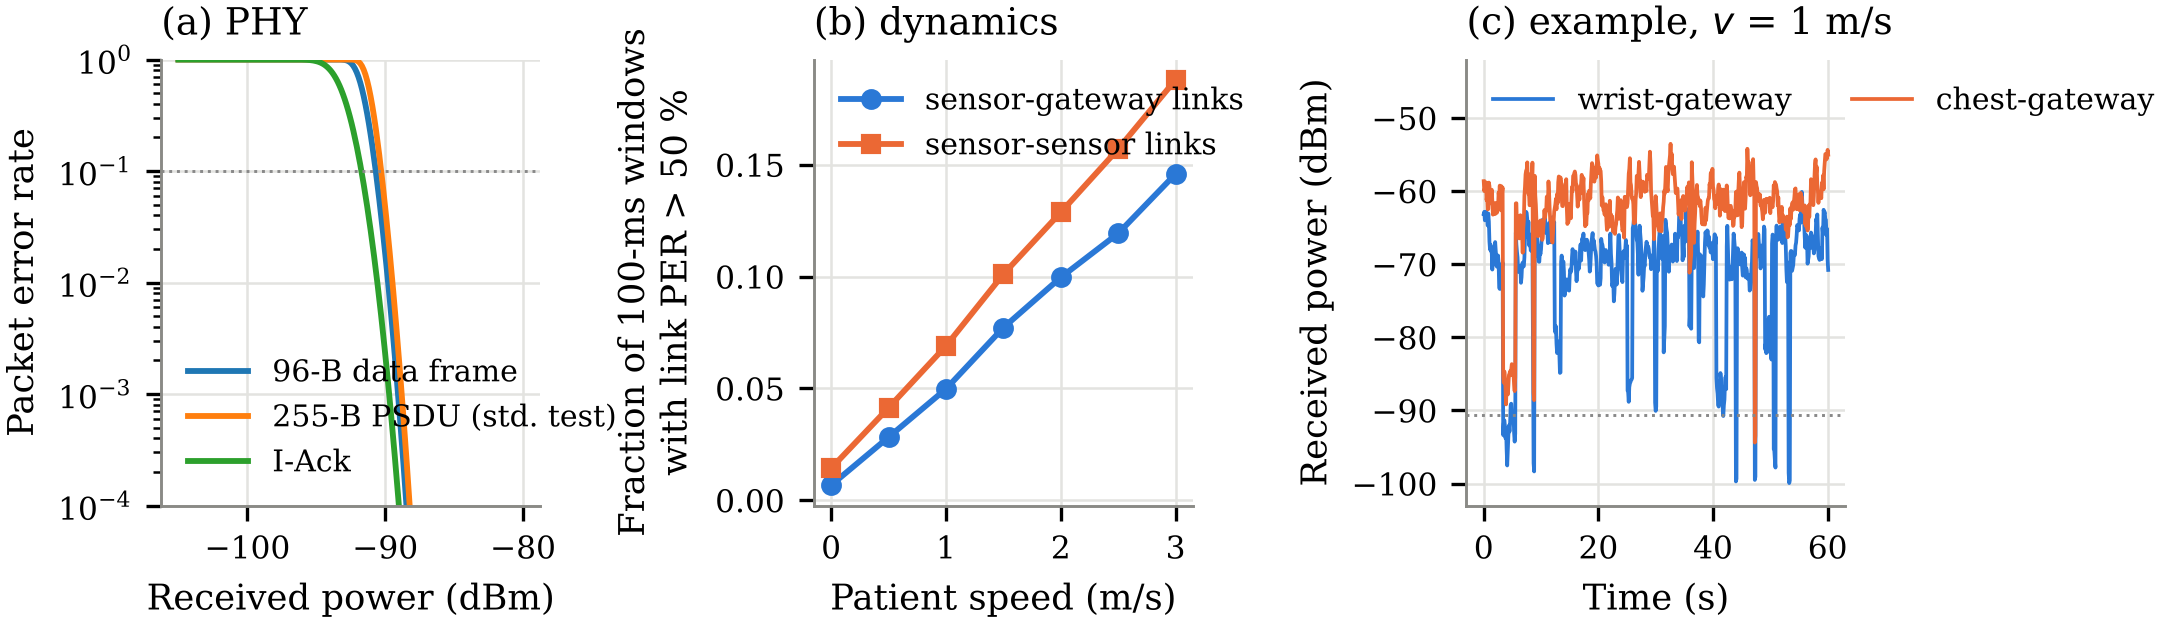 (a) PHY
10⁰
10⁻¹
10⁻²
10⁻³
10⁻⁴
Packet error rate
96-B data frame
255-B PSDU (std. test)
I-Ack
−100
−90
−80
Received power (dBm)
(b) dynamics
Fraction of 100-ms windows
with link PER > 50 %
sensor-gateway links
sensor-sensor links
0.15
0.10
0.05
0.00
0
1
2
3
Patient speed (m/s)
(c) example, v = 1 m/s
Received power (dBm)
wrist-gateway
chest-gateway
−50
−60
−70
−80
−90
−100
0
20
40
60
Time (s)